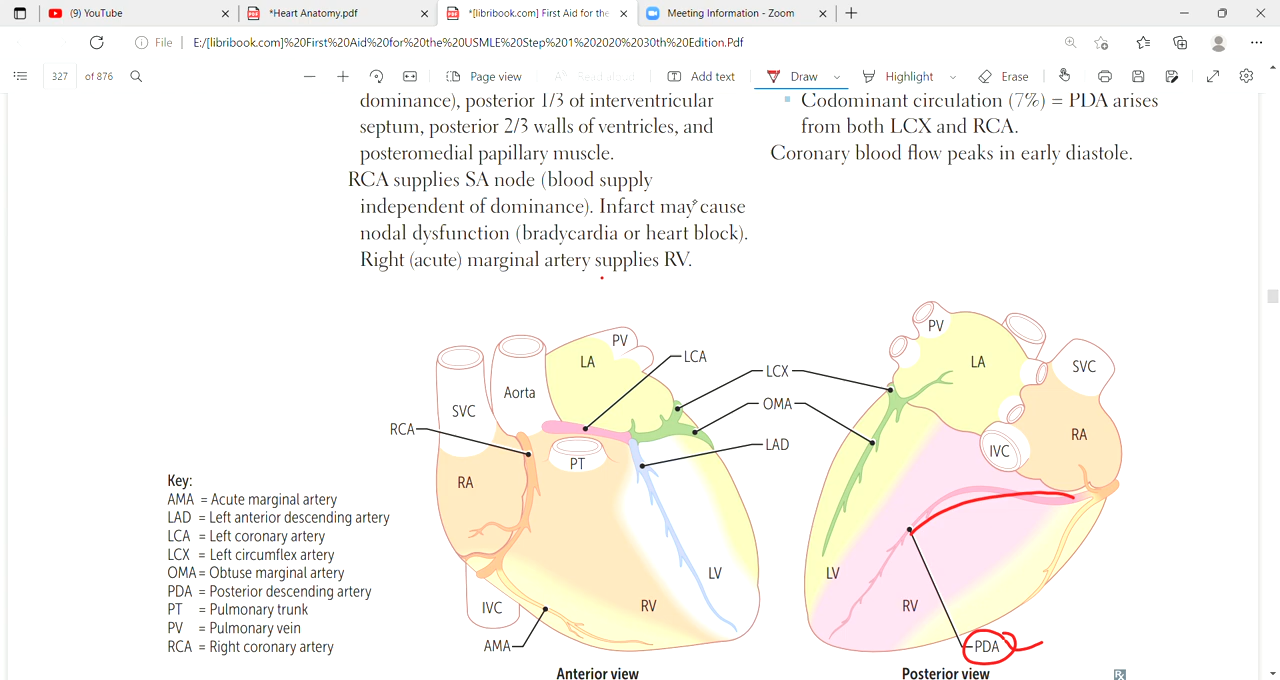 (9) YouTube
*Heart Anatomy.pdf
*[libribook.com] First Aid for the
Meeting Information - Zoom
File
E:/[libribook.com]%20First%20Aid%20for%20the%20USMLE%20Step%201%202020%2030th%20Edition.Pdf
327 of 876
Page view
Read aloud
Add text
Draw
Highlight
Erase
dominance), posterior 1/3 of interventricular
septum, posterior 2/3 walls of ventricles, and
posteromedial papillary muscle.
RCA supplies SA node (blood supply
independent of dominance). Infarct may cause
nodal dysfunction (bradycardia or heart block).
Right (acute) marginal artery supplies RV.
Codominant circulation (7%) = PDA arises
from both LCX and RCA.
Coronary blood flow peaks in early diastole.
PV
LA
LCA
Aorta
SVC
RCA
PT
RA
LCX
OMA
LAD
LV
RV
IVC
AMA
Anterior view
PV
LA
SVC
RA
IVC
LV
RV
PDA
Posterior view
Key:
AMA = Acute marginal artery
LAD = Left anterior descending artery
LCA = Left coronary artery
LCX = Left circumflex artery
OMA = Obtuse marginal artery
PDA = Posterior descending artery
PT = Pulmonary trunk
PV = Pulmonary vein
RCA = Right coronary artery